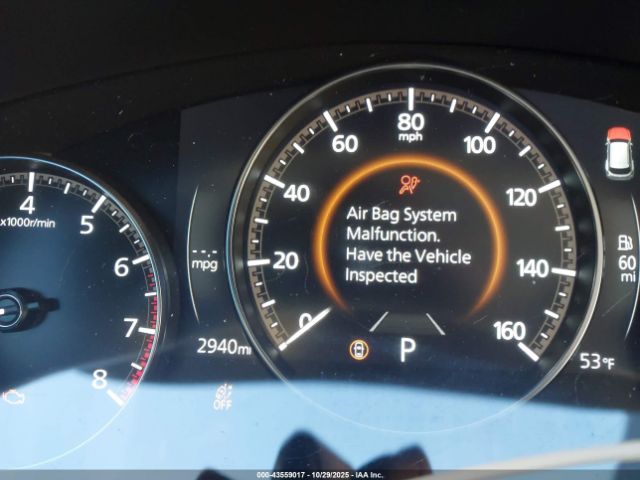 80
mph
60
100
40
120
20
140
0
160
Air Bag System
Malfunction.
Have the Vehicle
Inspected
4
5
x1000r/min
6
7
8
--- 
mpg
2940mi
OFF
P
60
mi
53°F
000-43559017 - 10/29/2025 - IAA Inc.